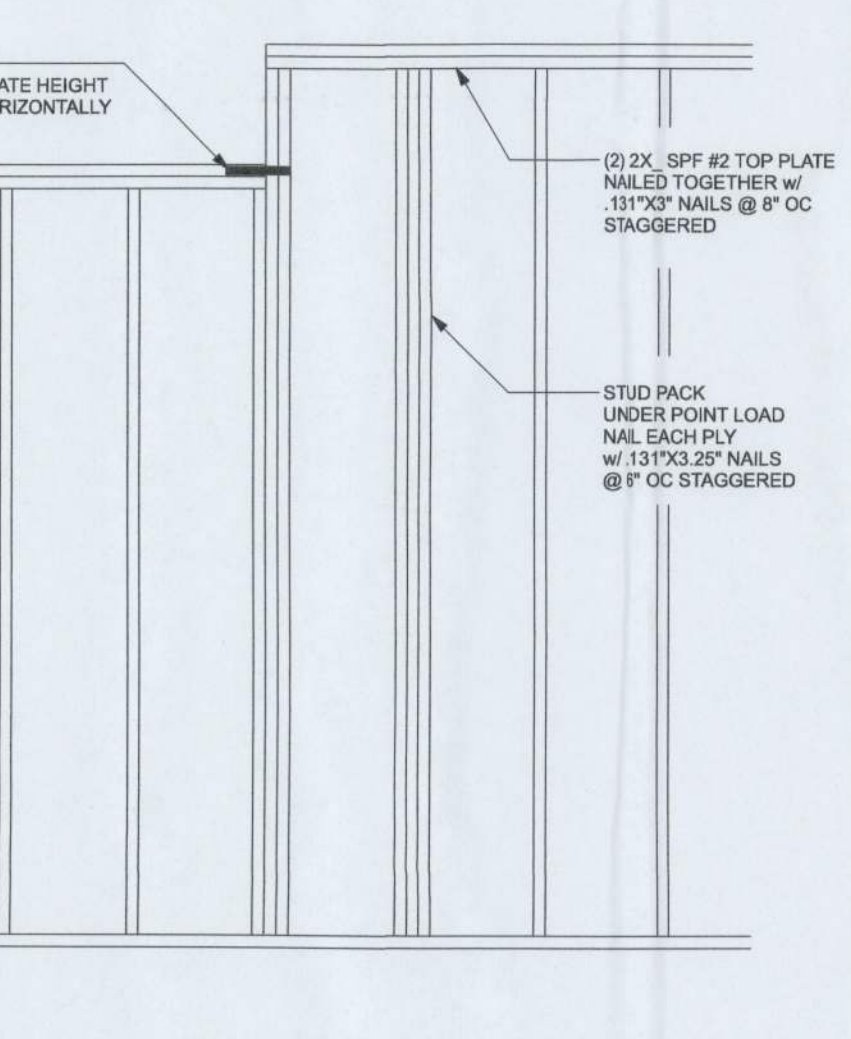 ATE HEIGHT
RIZONTALLY
(2) 2X_ SPF #2 TOP PLATE
NAILED TOGETHER w/
.131"X3" NAILS @ 8" OC
STAGGERED
STUD PACK
UNDER POINT LOAD
NAIL EACH PLY
w/ .131"X3.25" NAILS
@ 6" OC STAGGERED